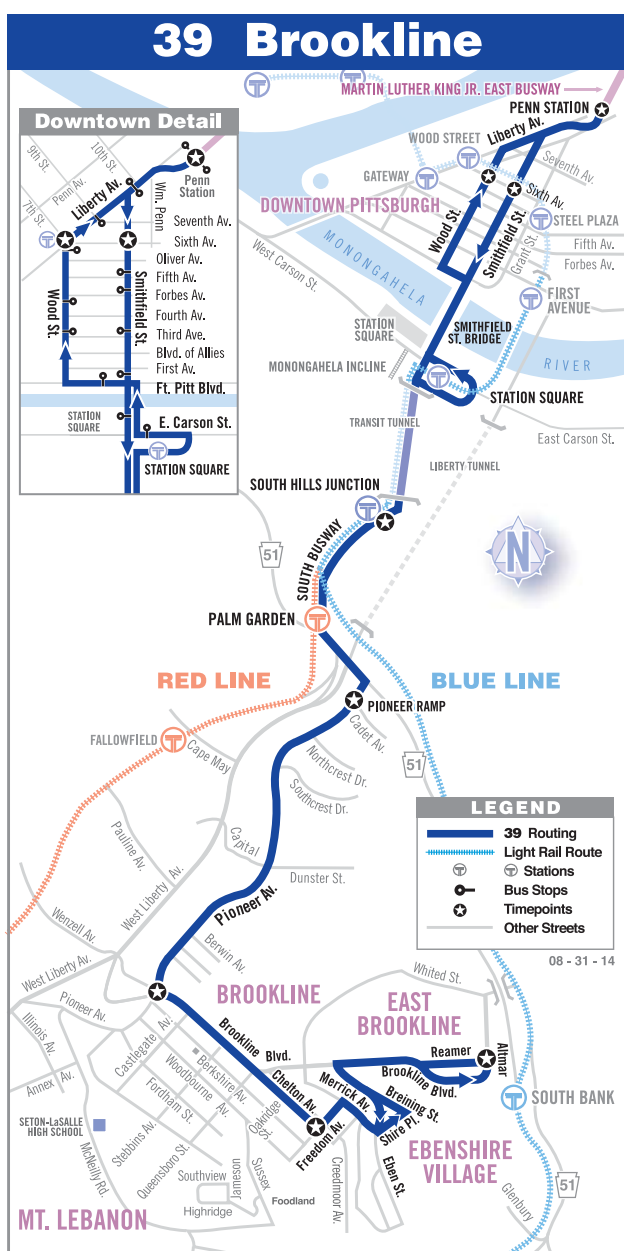 39 Brookline
MARTIN LUTHER KING JR. EAST BUSWAY
PENN STATION
Liberty Av.
WOOD STREET
Seventh Av.
GATEWAY
Sixth Av.
DOWNTOWN PITTSBURGH
STEEL PLAZA
Wood St.
Smithfield St.
Grant St.
Fifth Av.
Forbes Av.
West Carson St.
MONONGAHELA
FIRST
AVENUE
STATION
SQUARE
SMITHFIELD
ST. BRIDGE
RIVER
MONONGAHELA INCLINE
STATION SQUARE
TRANSIT TUNNEL
East Carson St.
LIBERTY TUNNEL
Downtown Detail
9th St.
10th St.
Penn Av.
7th St.
Liberty Av.
Wm. Penn
Penn
Station
Seventh Av.
Sixth Av.
Oliver Av.
Fifth Av.
Forbes Av.
Fourth Av.
Third Ave.
Blvd. of Allies
First Av.
Wood St.
Smithfield St.
Ft. Pitt Blvd.
STATION
SQUARE
E. Carson St.
STATION SQUARE
SOUTH HILLS JUNCTION
51
SOUTH BUSWAY
N
PALM GARDEN
RED LINE
BLUE LINE
PIONEER RAMP
FALLOWFIELD
Cape May
Cadet Av.
51
Northcrest Dr.
Southcrest Dr.
Pauline Av.
Capital
Dunster St.
West Liberty Av.
Pioneer Av.
LEGEND
39 Routing
Light Rail Route
Stations
Bus Stops
Timepoints
Other Streets
08 - 31 - 14
Wenzell Av.
Berwin Av.
West Liberty Av.
Whited St.
Pioneer Av.
BROOKLINE
EAST
BROOKLINE
Illinois Av.
Castlegate Av.
Brookline Blvd.
Reamer
Altmar
Brookline Blvd.
Annex Av.
Woodbourne Av.
Berkshire Av.
Chelton Av.
Merrick Av.
Breining St.
SOUTH BANK
Fordham St.
Oakridge St.
Shire Pl.
SETON-LaSALLE
HIGH SCHOOL
Stebbins Av.
Freedom Av.
EBENSHIRE
VILLAGE
McNeilly Rd.
Queensboro St.
Southview
Jameson
Sussex
Creedmoor Av.
Eben St.
51
Highridge
Foodland
Glenbury
MT. LEBANON